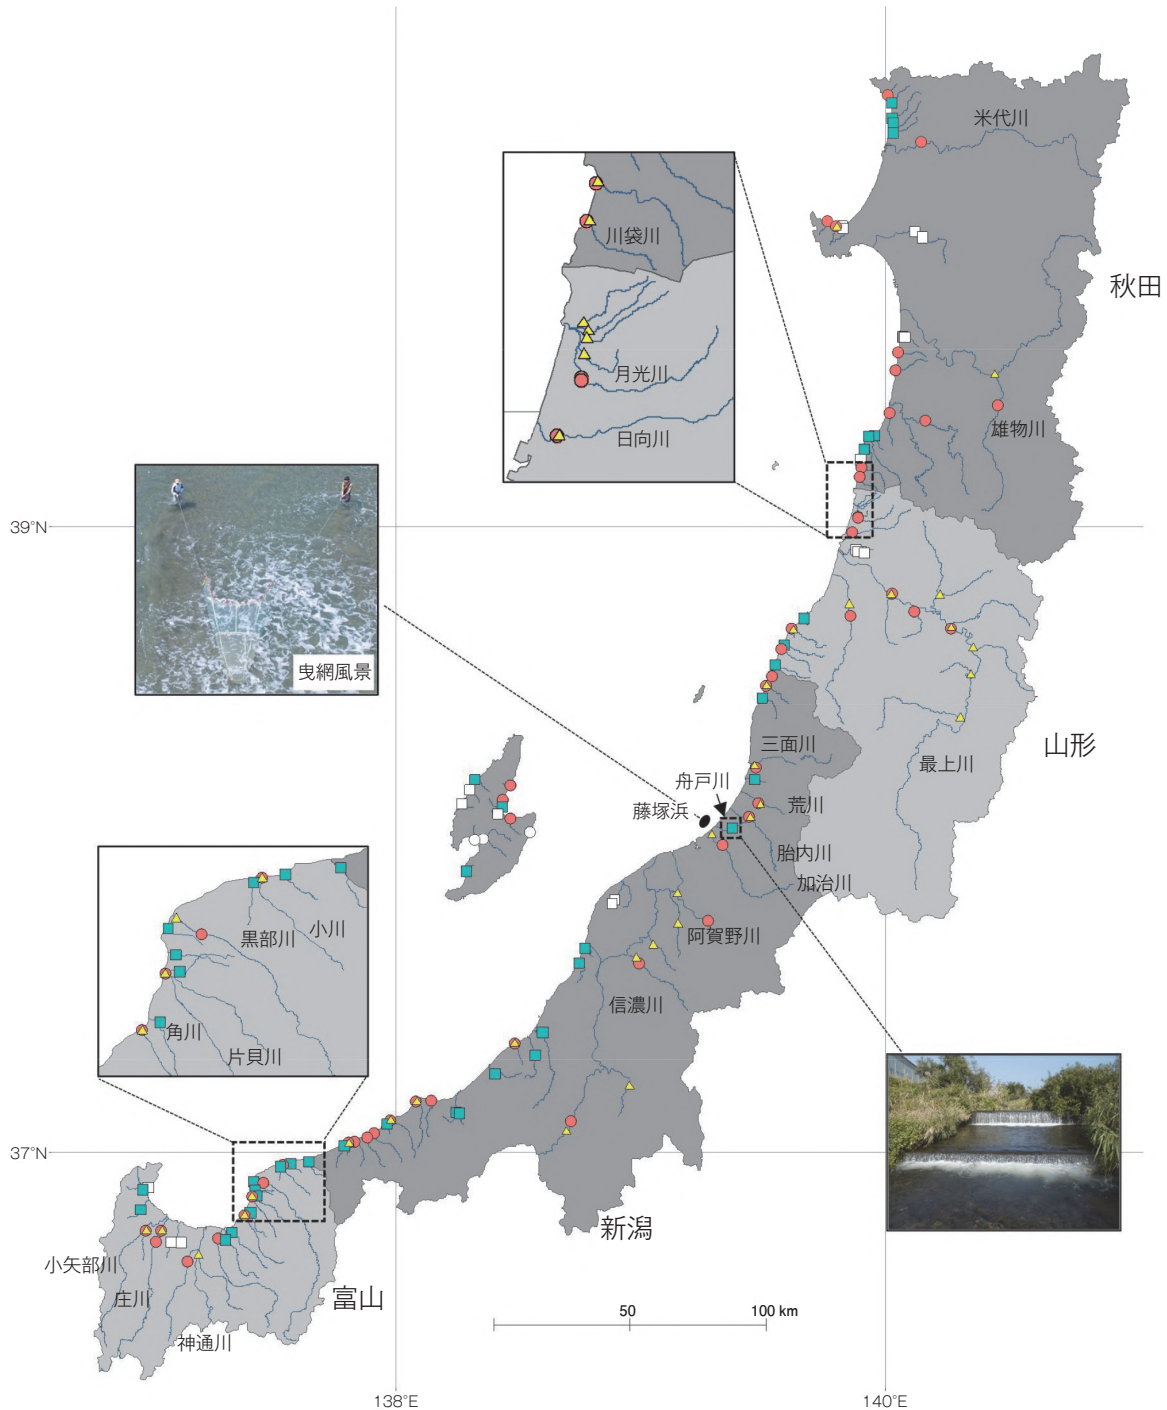 米代川
秋田
川袋川
月光川
日向川
雄物川
39°N
曳網風景
山形
最上川
三面川
舟戸川
藤塚浜
荒川
胎内川
加治川
阿賀野川
信濃川
小川
黒部川
角川
片貝川
37°N
新潟
小矢部川
庄川
神通川
富山
50
100 km
138°E
140°E